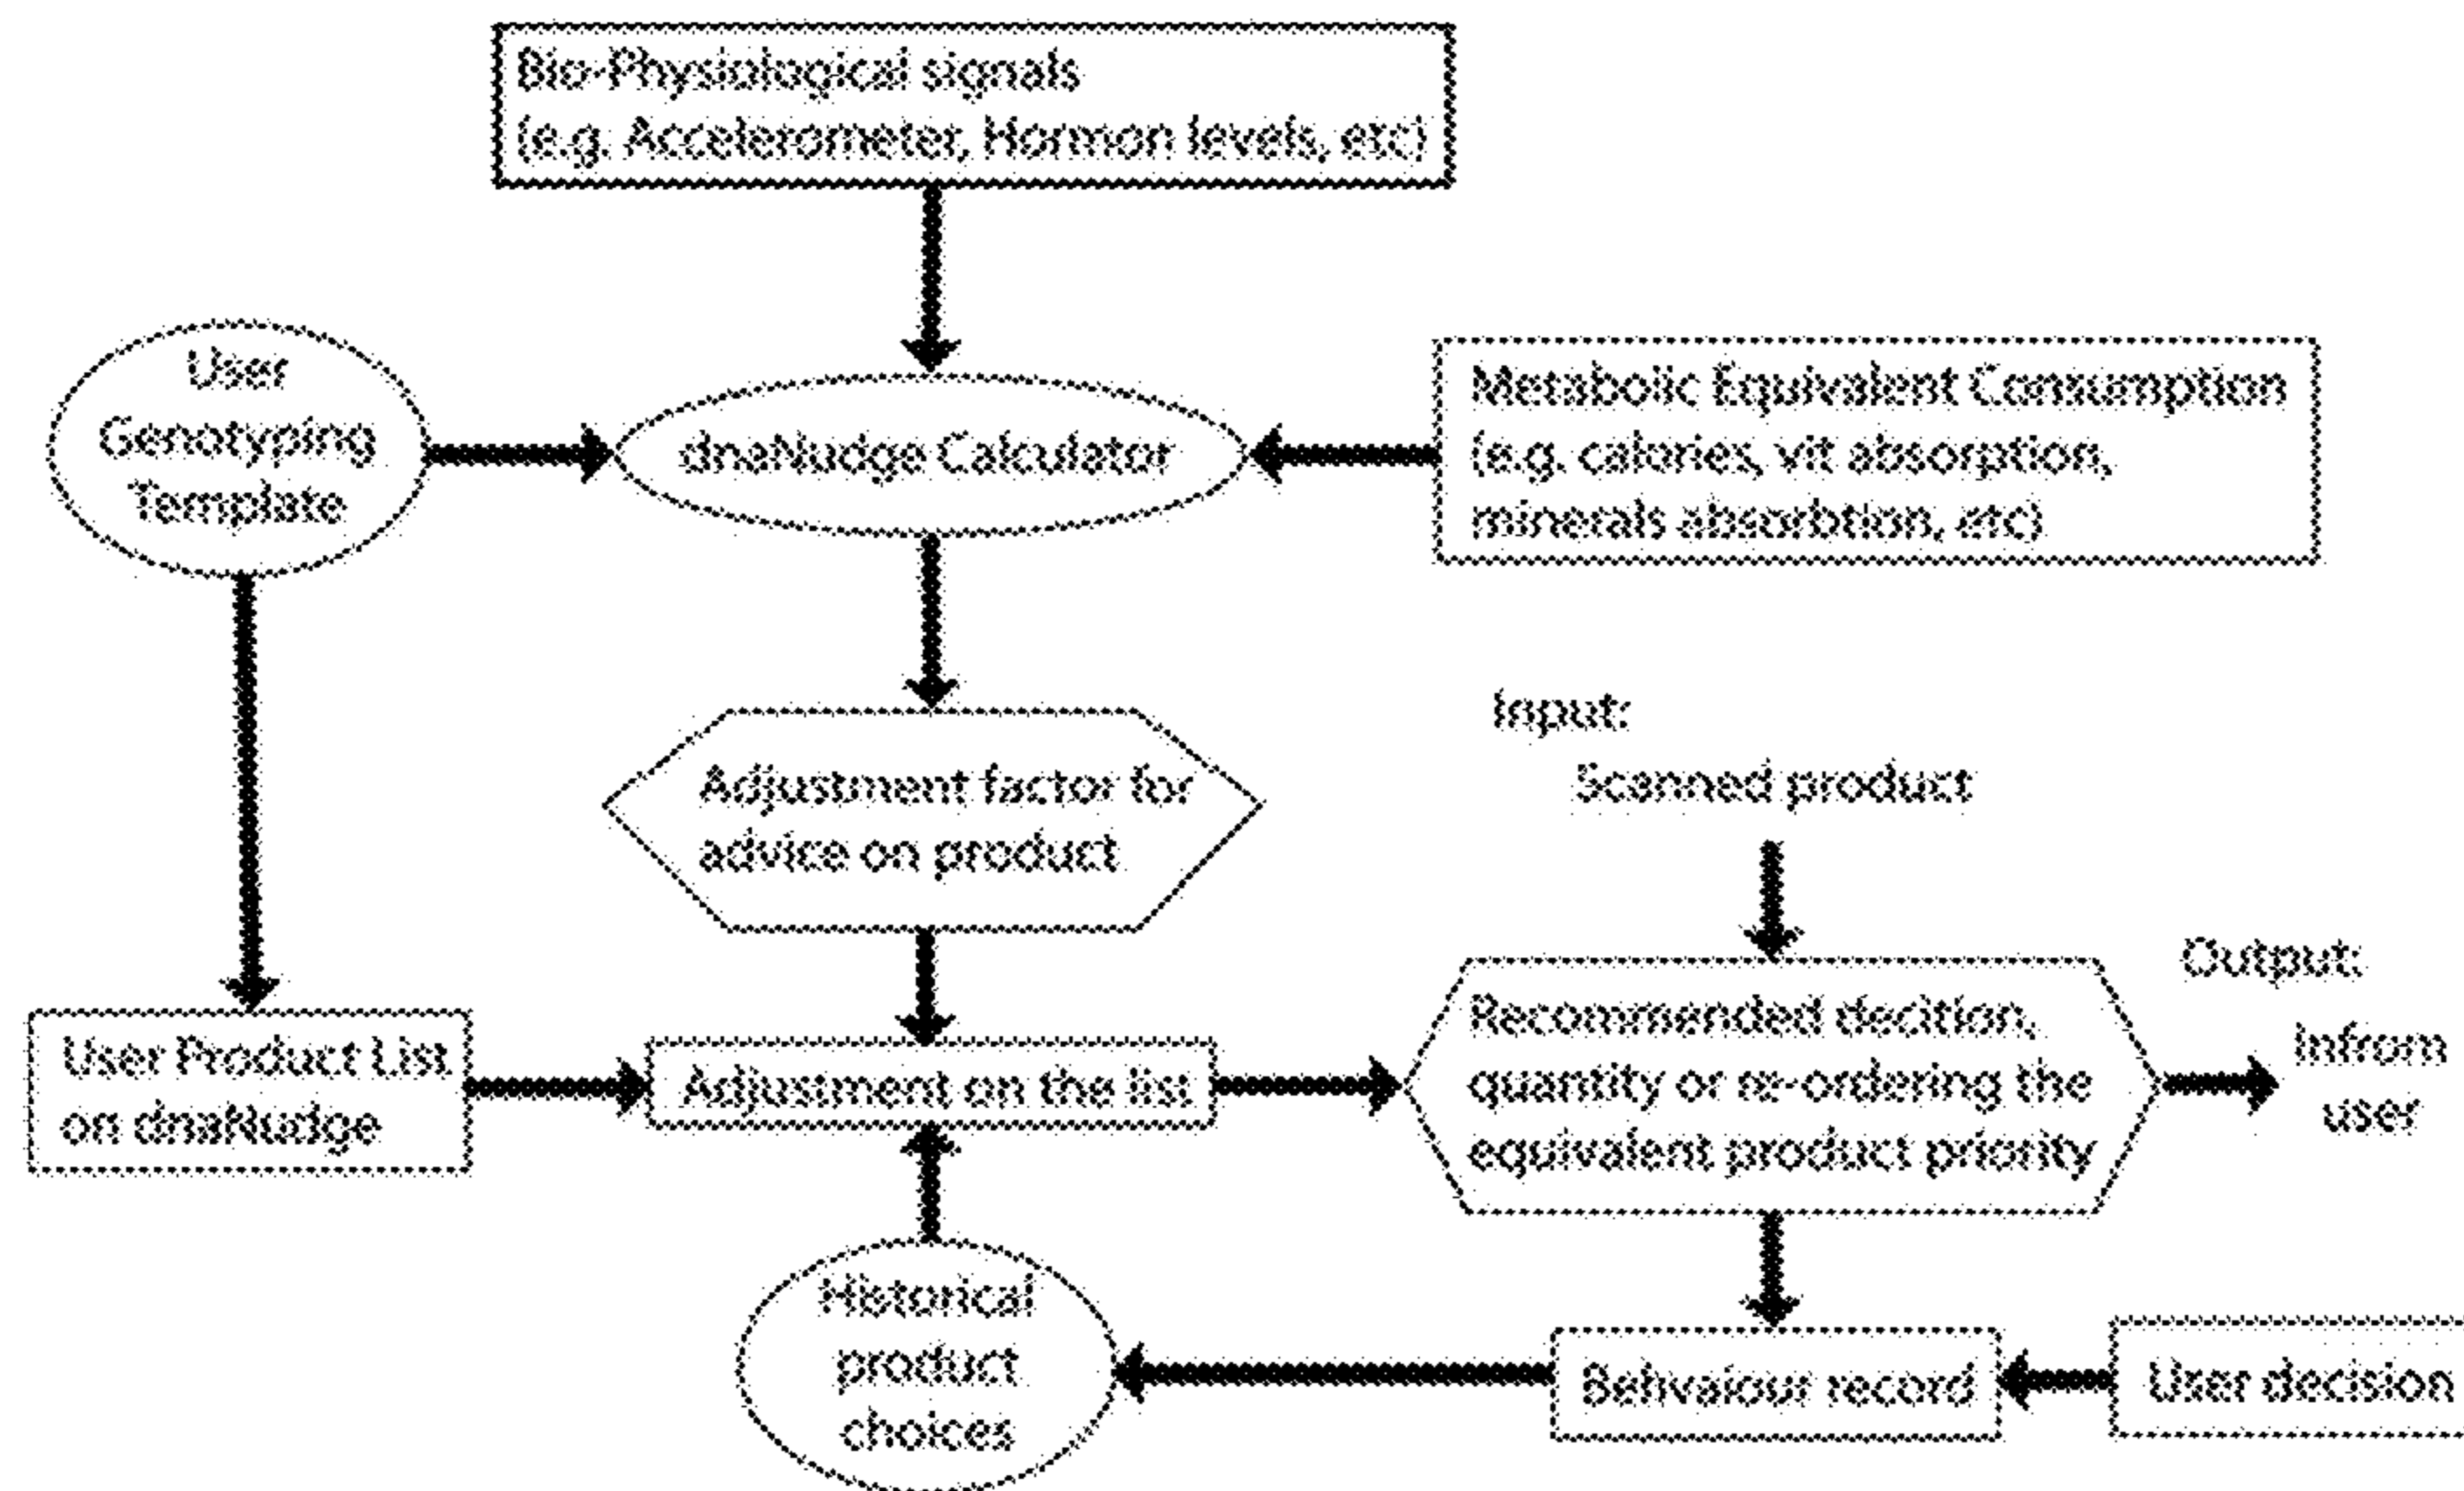 Bio-Physiological signals
(e.g. Accelerometer, Hormon levels, etc)
User
Genotyping
Template
dnaNudge Calculator
Metabolic Equivalent Consumption
(e.g. calories, vit absorption,
minerals absorbtion, etc)
Adjustment factor for
advice on product
Input:
Scanned product
User Product List
on dnaNudge
Adjustment on the list
Recommended decition,
quantity or re-ordering the
equivalent product priority
Output:
Infrom
user
Historical
product
choices
Behvaiour record
User decision